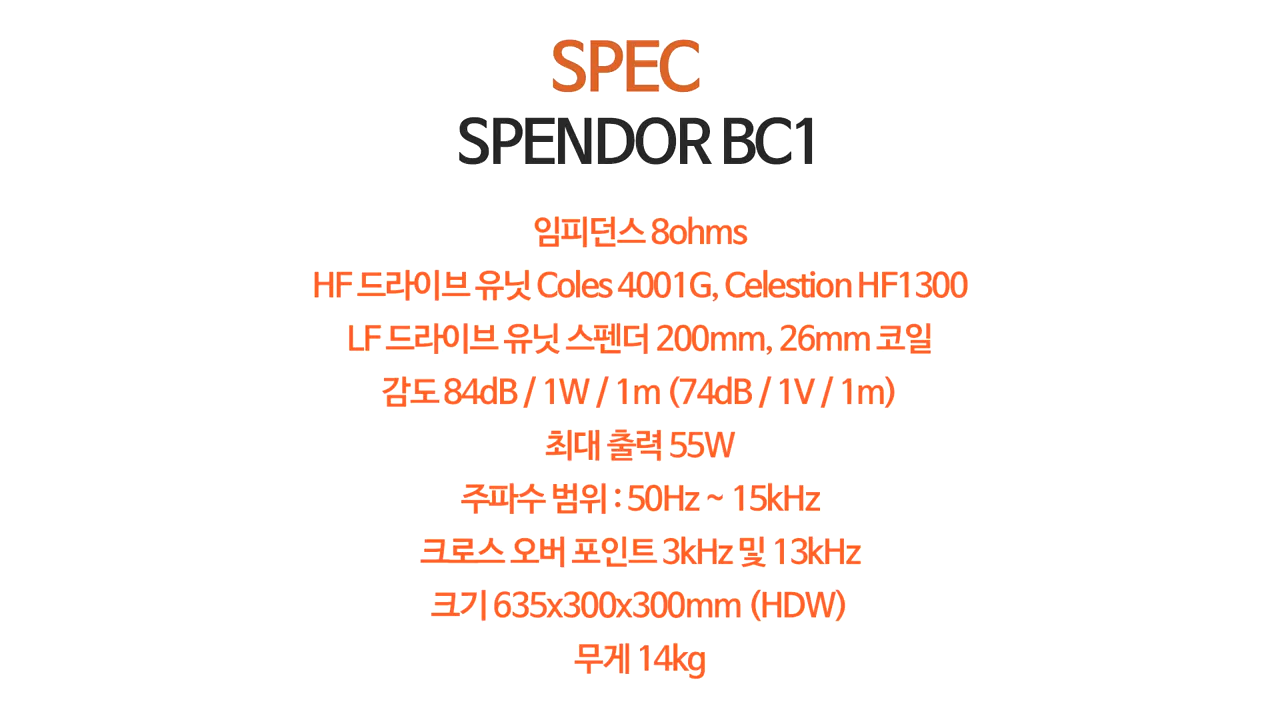 SPEC
SPENDOR BC1
임피던스 8ohms
HF 드라이브 유닛 Coles 4001G, Celestion HF1300
LF 드라이브 유닛 스펜더 200mm, 26mm 코일
감도 84dB / 1W / 1m (74dB / 1V / 1m)
최대 출력 55W
주파수 범위 : 50Hz ~ 15kHz
크로스 오버 포인트 3kHz 및 13kHz
크기 635x300x300mm (HDW)
무게 14kg